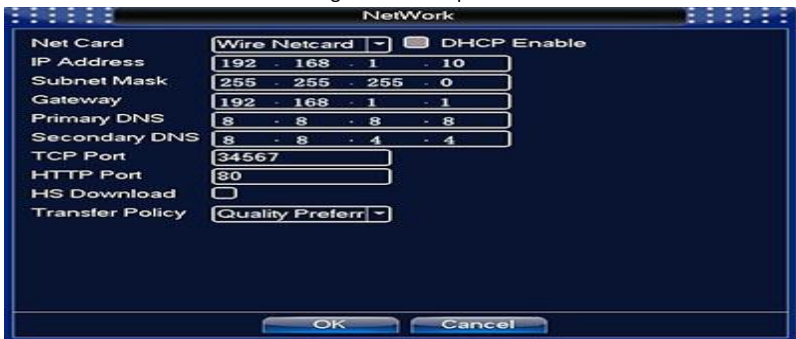 NetWork
Net Card Wire Netcard DHCP Enable
IP Address 192 . 168 . 1 . 10
Subnet Mask 255 . 255 . 255 . 0
Gateway 192 . 168 . 1 . 1
Primary DNS 8 . 8 . 8 . 8
Secondary DNS 8 . 8 . 4 . 4
TCP Port 34567
HTTP Port 80
HS Download
Transfer Policy Quality Preferr
OK Cancel